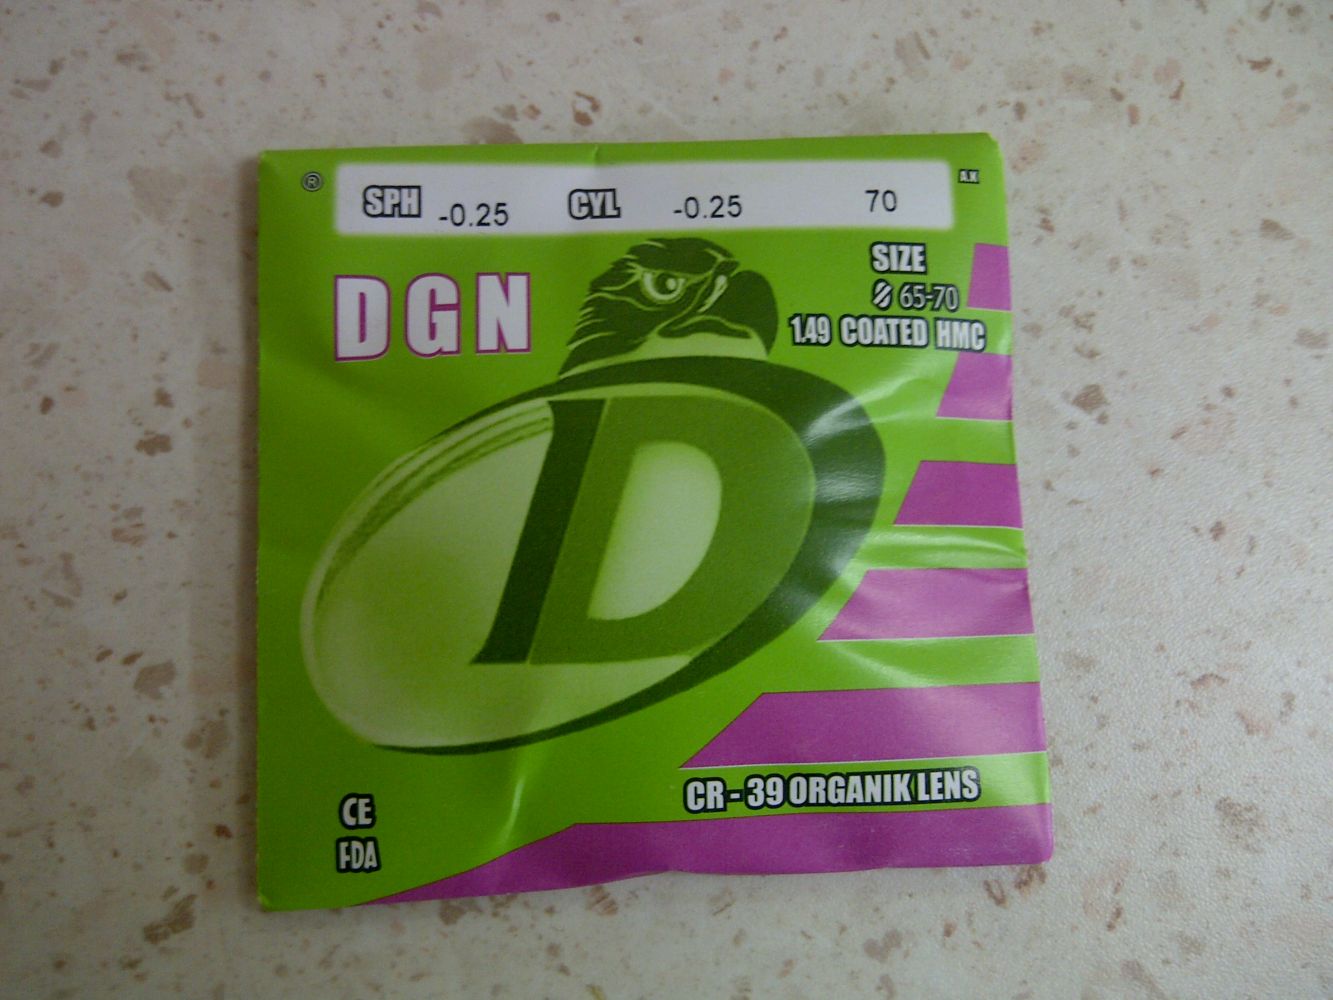 ® SPH -0.25 CYL -0.25 70 A.K
DGN
SIZE
65-70
1.49 COATED HMC
D
CR-39 ORGANIK LENS
CE
FDA